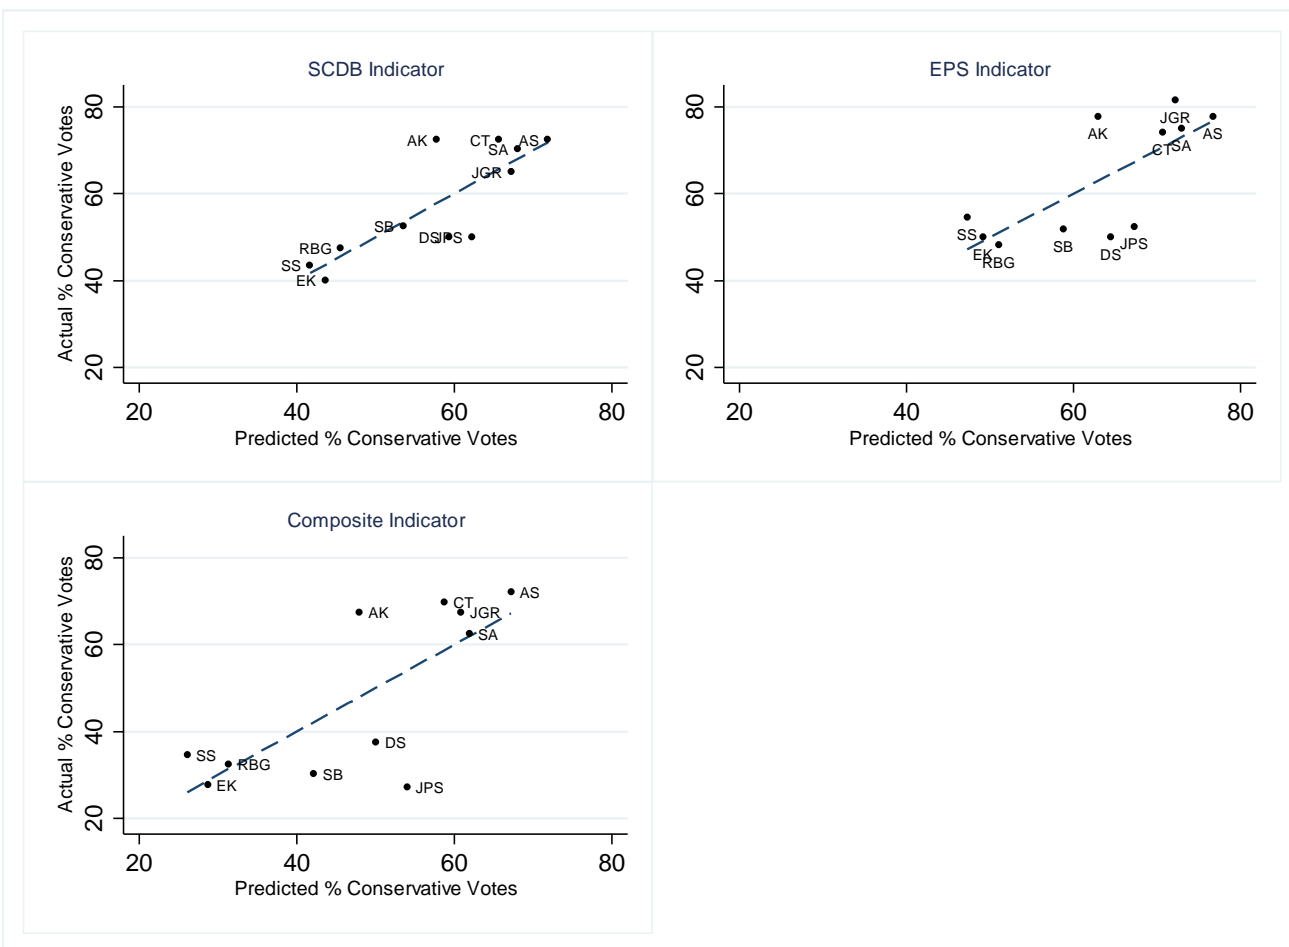 SCDB Indicator
Actual % Conservative Votes
80
60
40
20
AK
CT
AS
SA
JGR
SB
DS
JPS
RBG
SS
EK
20 40 60 80
Predicted % Conservative Votes
EPS Indicator
80
60
40
20
AK
JGR
AS
CT
SA
SS
EK
RBG
SB
DS
JPS
20 40 60 80
Predicted % Conservative Votes
Composite Indicator
Actual % Conservative Votes
80
60
40
20
AS
CT
JGR
AK
SA
DS
SS
RBG
SB
EK
JPS
20 40 60 80
Predicted % Conservative Votes